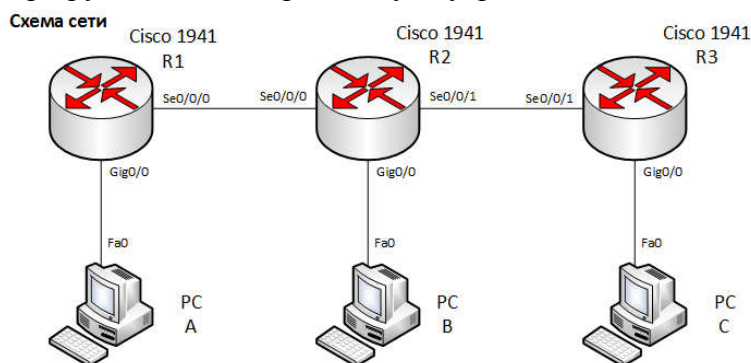 Схема сети
Cisco 1941
R1
Cisco 1941
R2
Cisco 1941
R3
Se0/0/0
Se0/0/0
Se0/0/1
Se0/0/1
Gig0/0
Gig0/0
Gig0/0
Fa0
Fa0
Fa0
PC
A
PC
B
PC
C